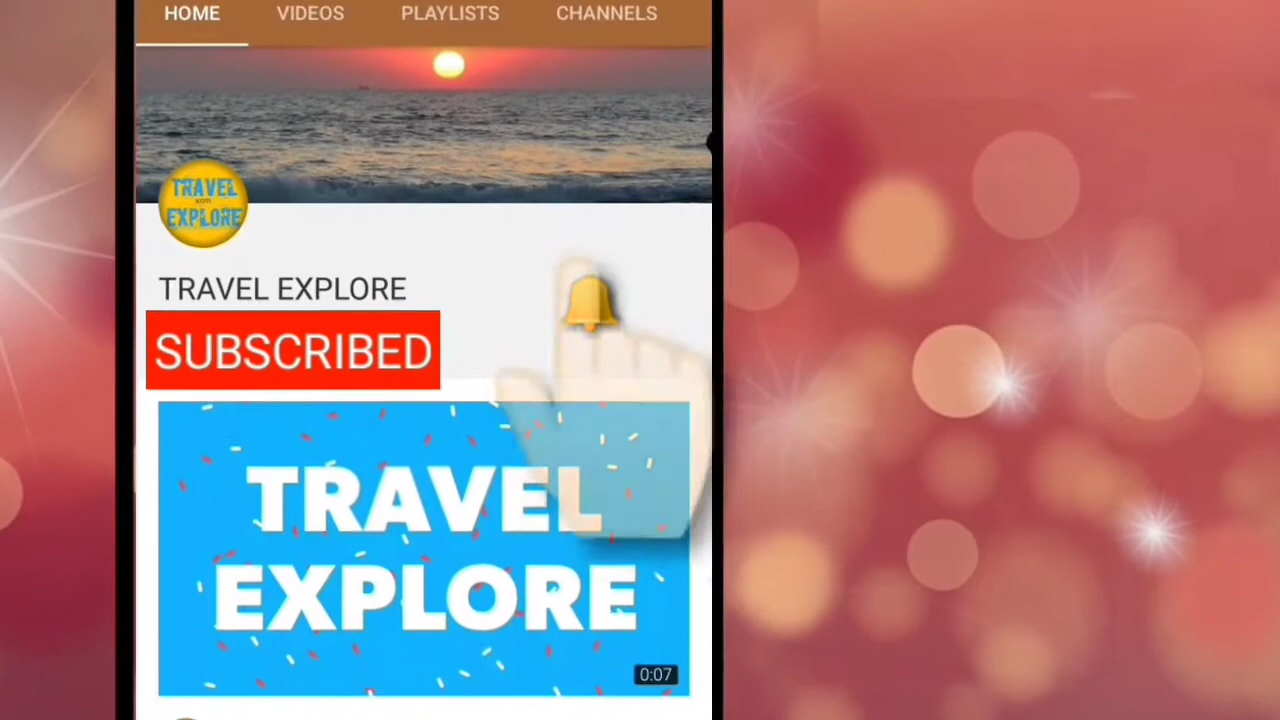 HOME VIDEOS PLAYLISTS CHANNELS
TRAVEL
EXPLORE
TRAVEL EXPLORE
SUBSCRIBED
TRAVEL
EXPLORE
0:07